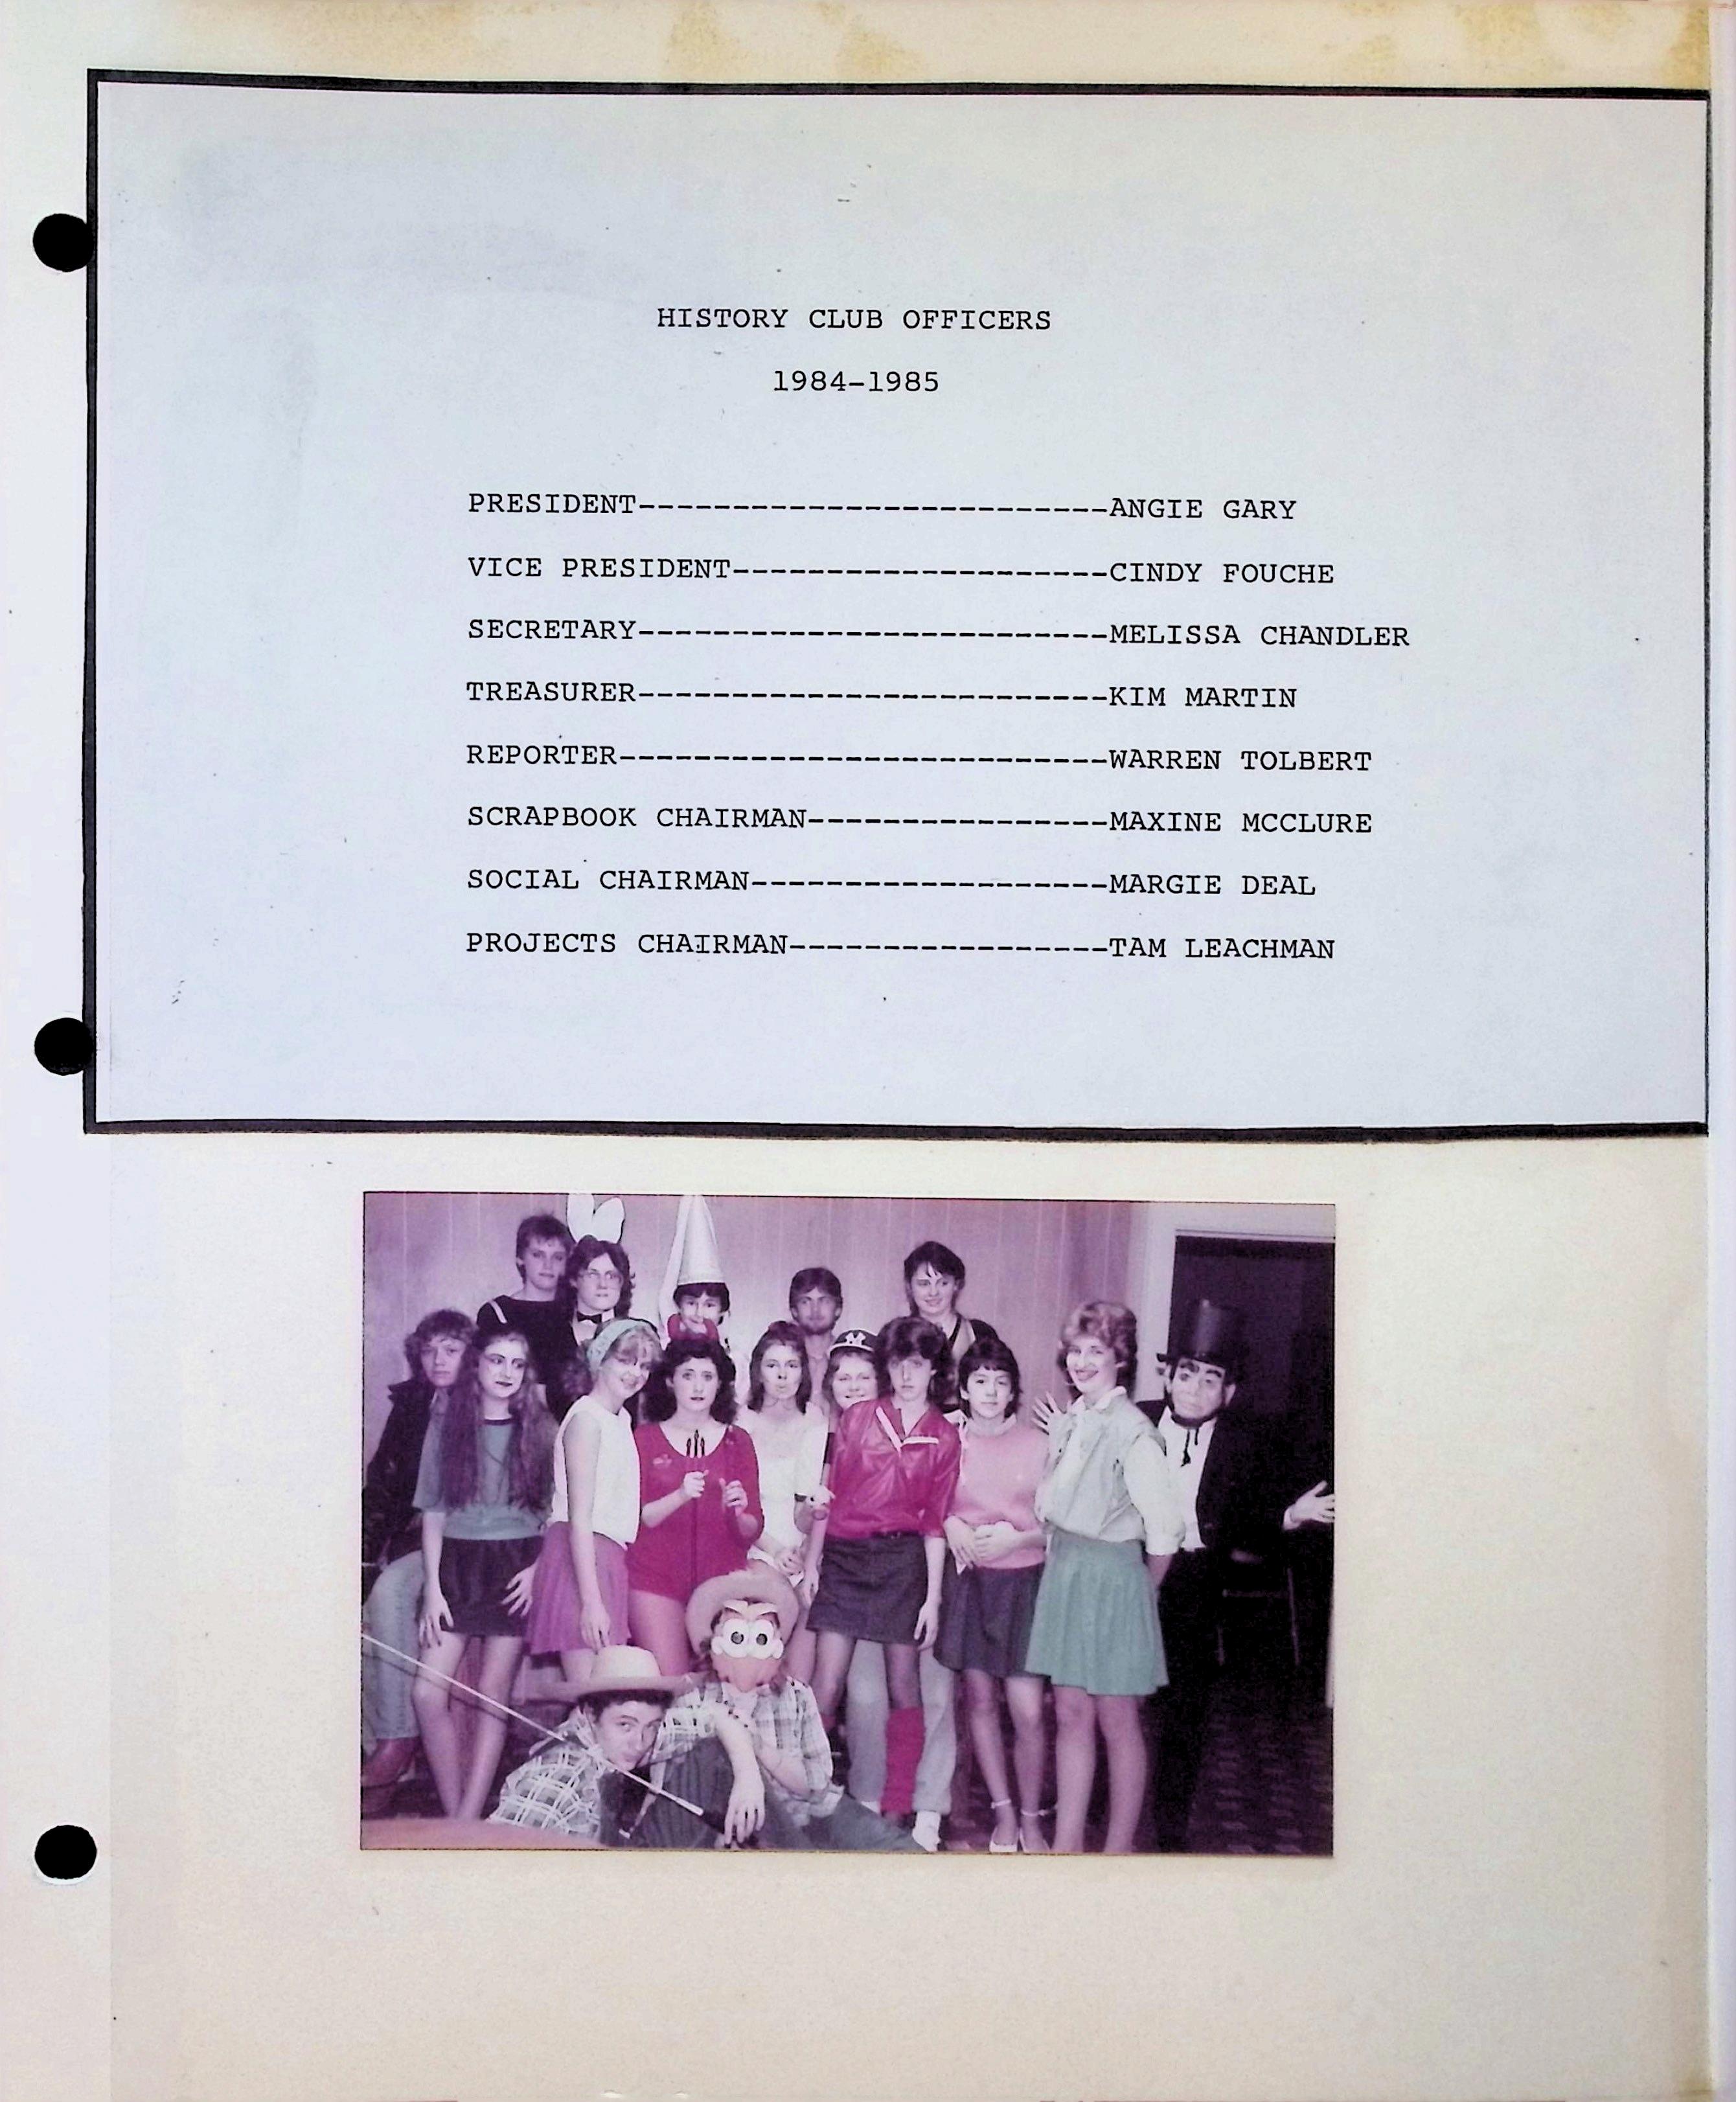 HISTORY CLUB OFFICERS
1984-1985
PRESIDENT-------------------------ANGIE GARY
VICE PRESIDENT--------------------CINDY FOUCHE
SECRETARY-------------------------MELISSA CHANDLER
TREASURER-------------------------KIM MARTIN
REPORTER--------------------------WARREN TOLBERT
SCRAPBOOK CHAIRMAN----------------MAXINE MCCLURE
SOCIAL CHAIRMAN-------------------MARGIE DEAL
PROJECTS CHAIRMAN-----------------TAM LEACHMAN